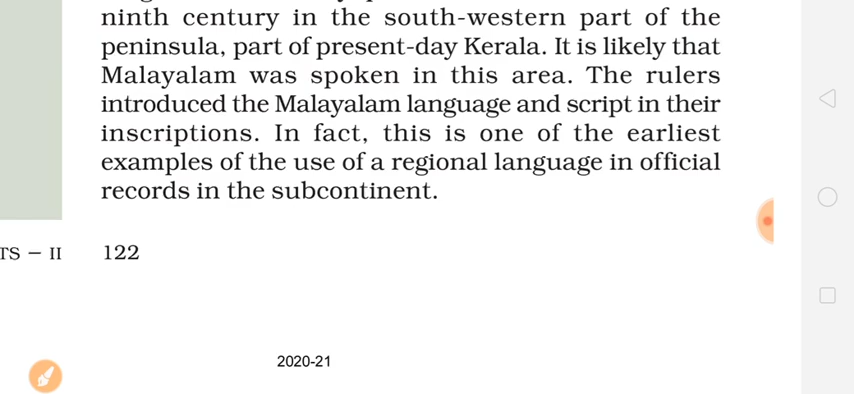 ninth century in the south-western part of the
peninsula, part of present-day Kerala. It is likely that
Malayalam was spoken in this area. The rulers
introduced the Malayalam language and script in their
inscriptions. In fact, this is one of the earliest
examples of the use of a regional language in official
records in the subcontinent.
TS – II 122
2020-21